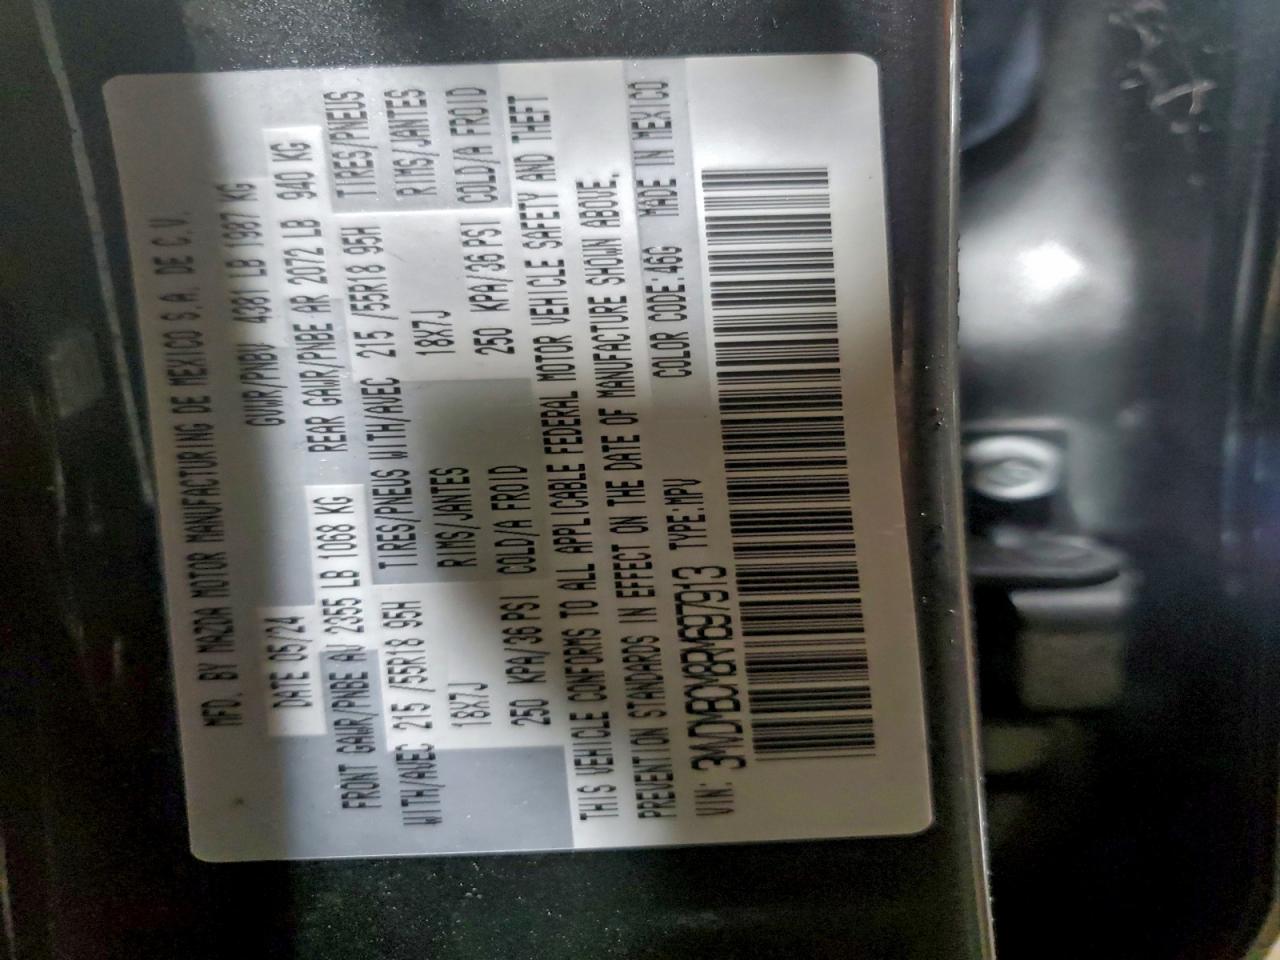 MFD. BY MAZDA MOTOR MANUFACTURING DE MEXICO S.A. DE C.V.
DATE 05/24 GVWR/PNBV 4381 LB 1987 KG
FRONT GAWR/PNBE AV 2355 LB 1068 KG REAR GAWR/PNBE AR 2072 LB 940 KG
WITH/AVEC 215 /55R18 95H TIRES/PNEUS WITH/AVEC 215 /55R18 95H TIRES/PNEUS
18X7J RIMS/JANTES 18X7J RIMS/JANTES
250 KPA/36 PSI COLD/A FROID 250 KPA/36 PSI COLD/A FROID
THIS VEHICLE CONFORMS TO ALL APPLICABLE FEDERAL MOTOR VEHICLE SAFETY AND THEFT
PREVENTION STANDARDS IN EFFECT ON THE DATE OF MANUFACTURE SHOWN ABOVE.
VIN: 3MVDMBCM8RM697913 TYPE:MPV COLOR CODE:46G MADE IN MEXICO